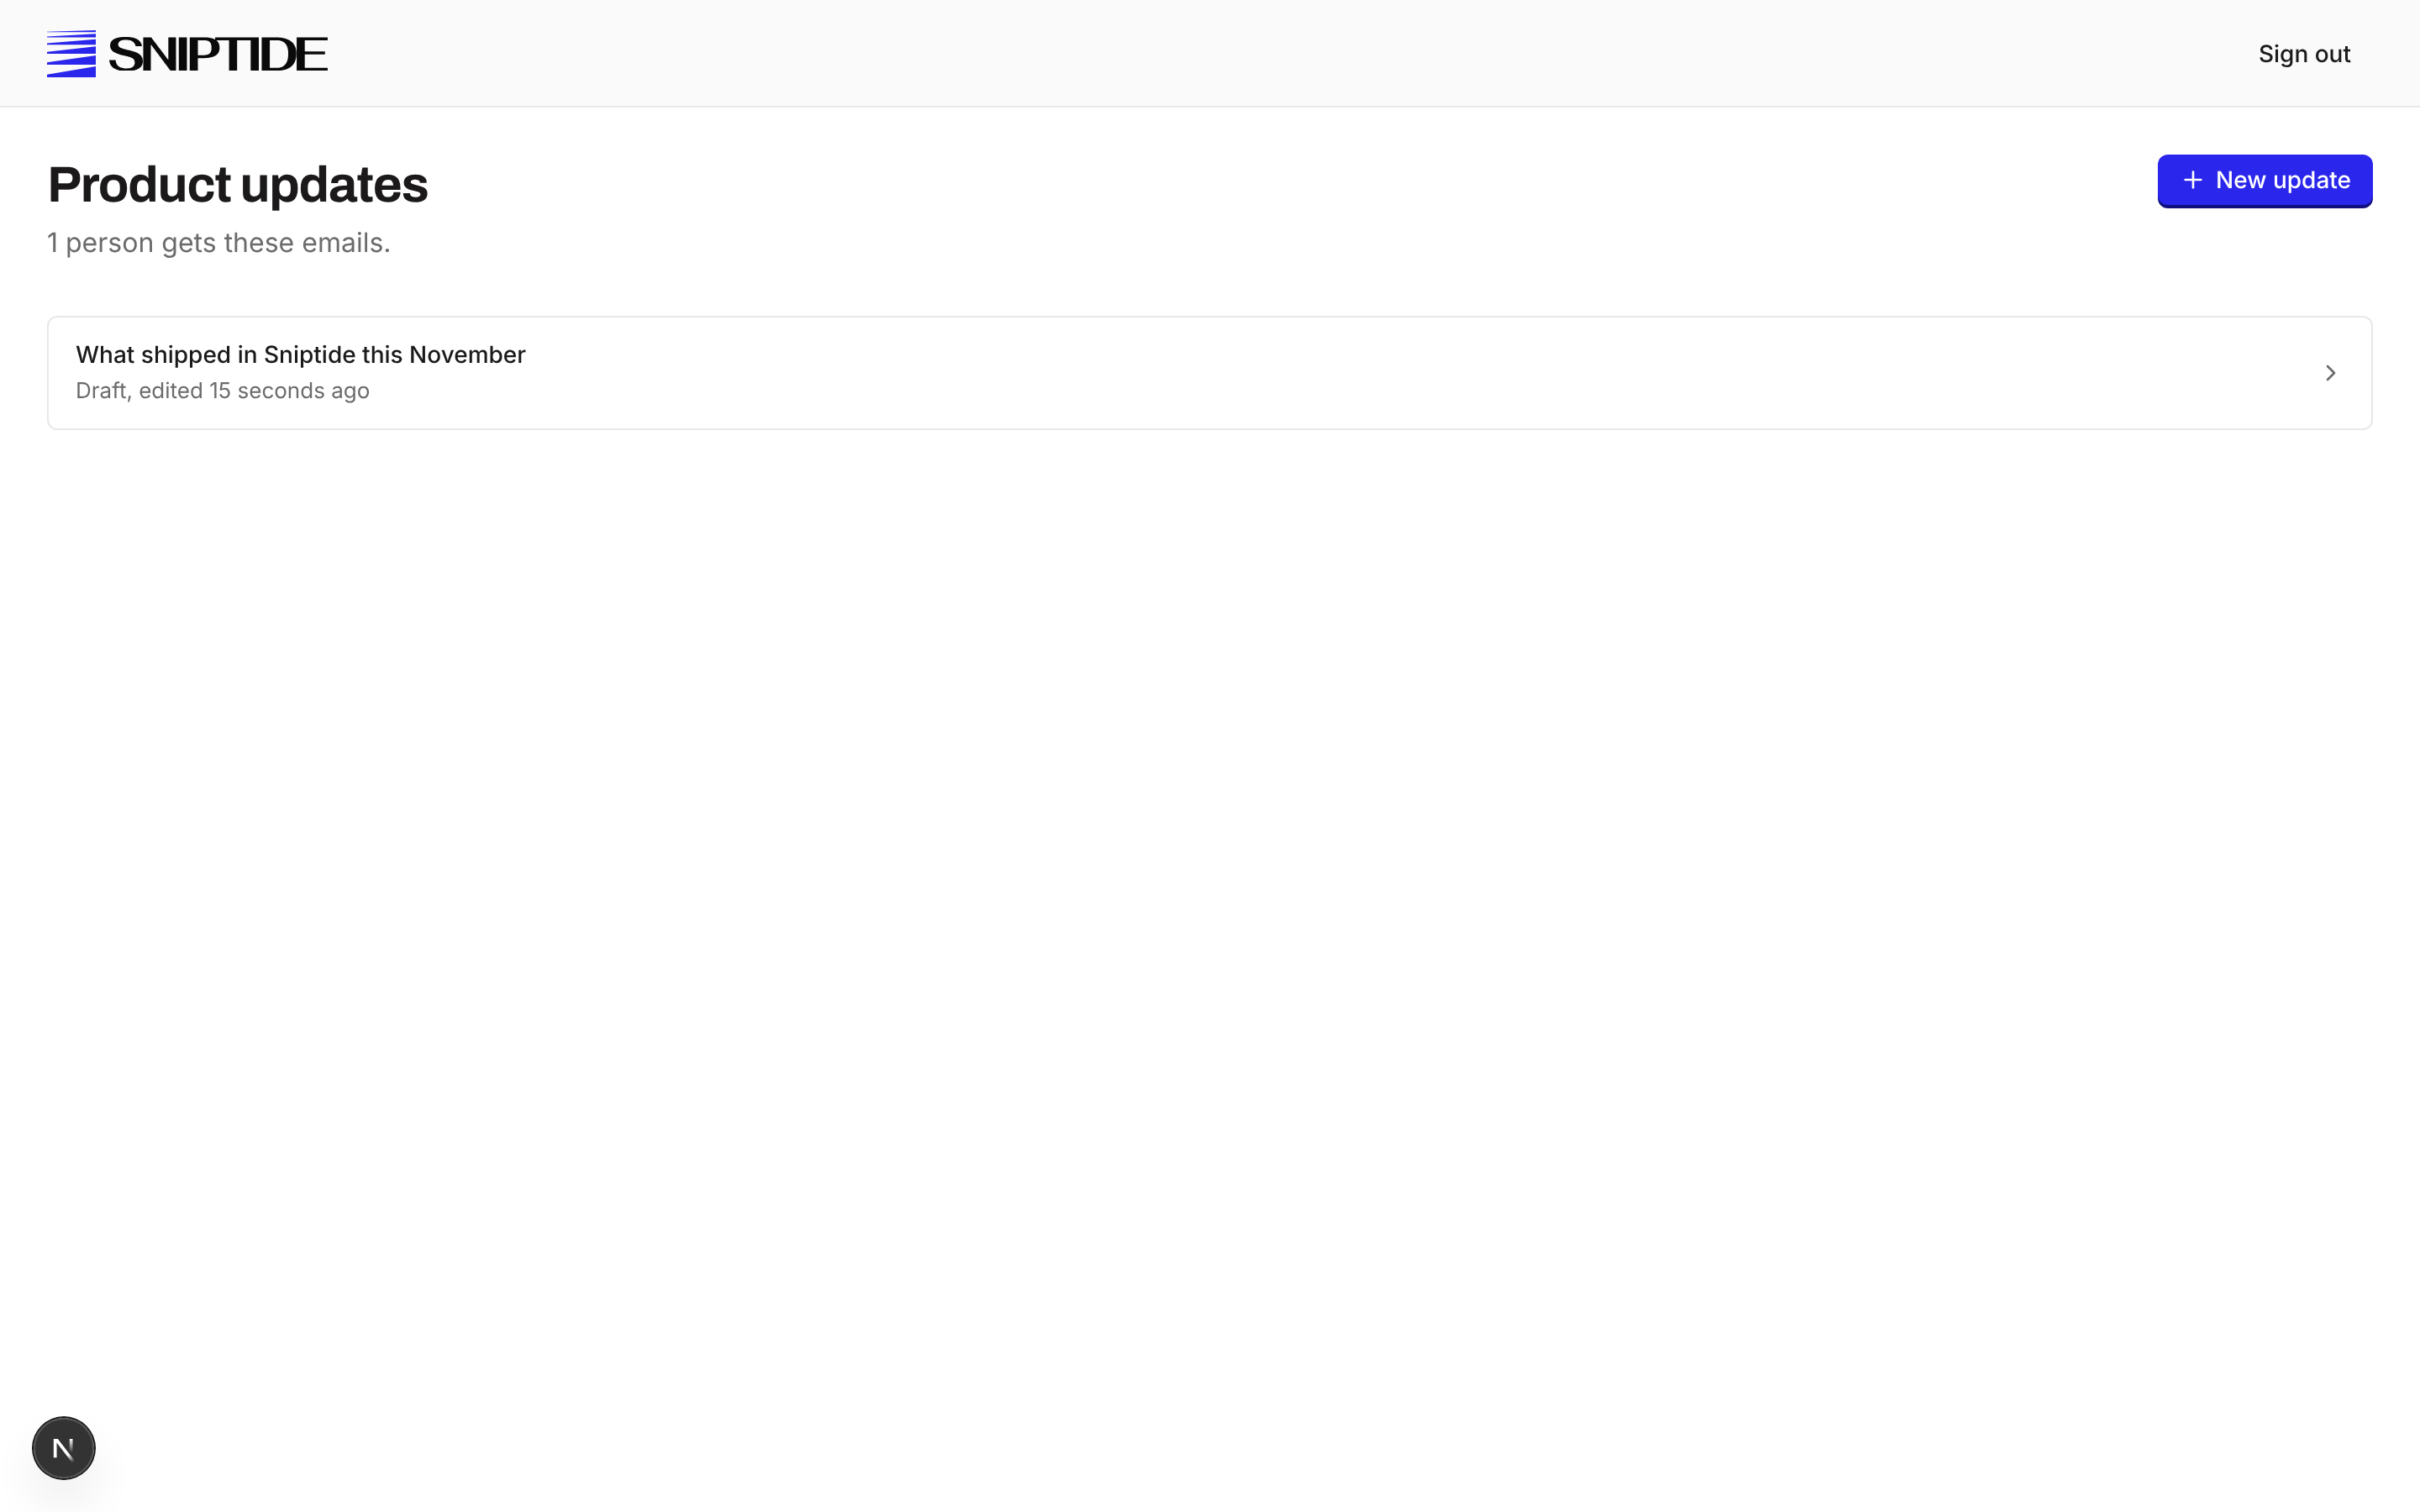 SNIPTIDE
Sign out
Product updates
New update
1 person gets these emails.
What shipped in Sniptide this November
Draft, edited 15 seconds ago
N